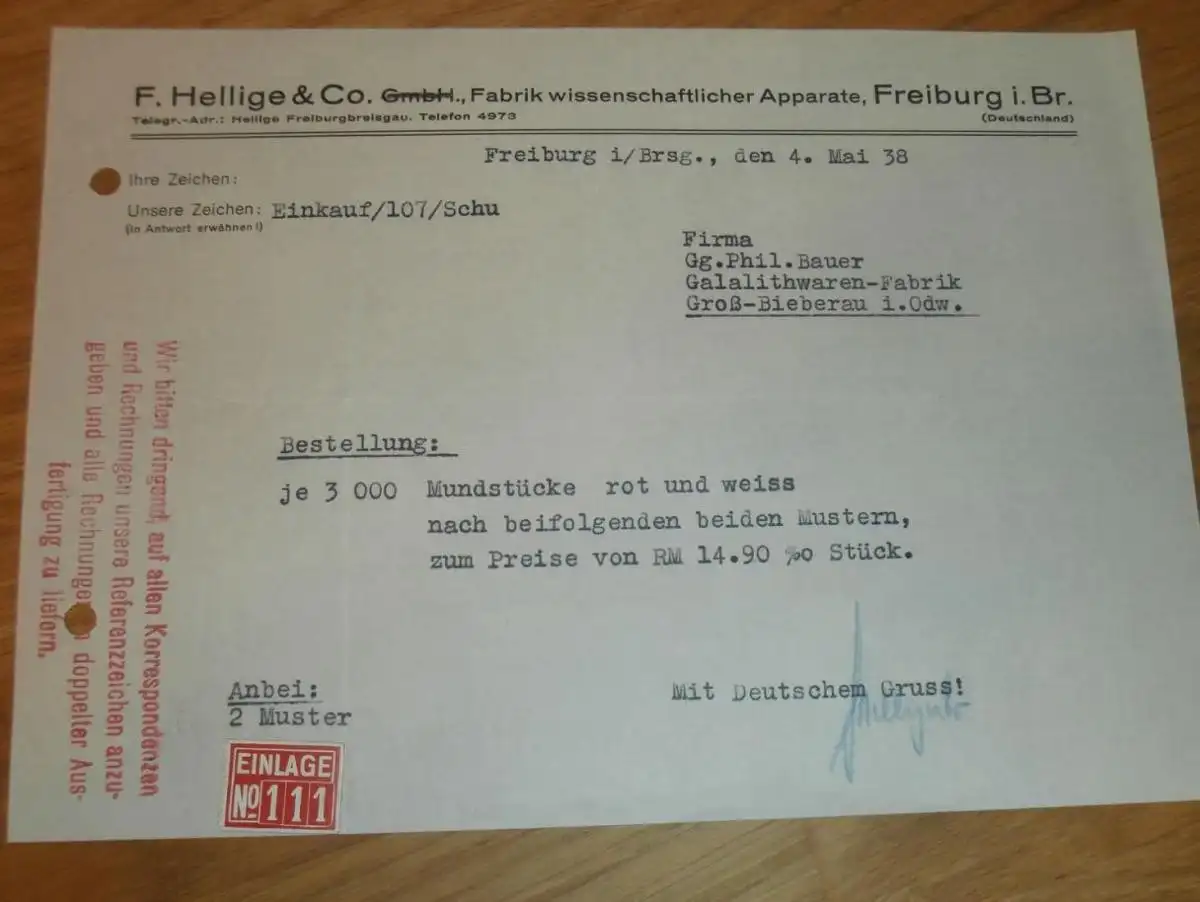 F. Hellige & Co. GmbH., Fabrik wissenschaftlicher Apparate, Freiburg i. Br.
Telegr.-Adr.: Hellige Freiburgbreisgau. Telefon 4973
(Deutschland)
Freiburg i/Brsg., den 4. Mai 38
Ihre Zeichen:
Unsere Zeichen: Einkauf/107/Schu
(in Antwort erwähnen!)
Firma
Gg.Phil.Bauer
Galalithwaren-Fabrik
Groß-Bieberau i.Odw.
Wir bitten dringend, auf allen Korrespondenzen
und Rechnungen unsere Referenzzeichen anzu-
geben und alle Rechnunge doppelter Aus-
fertigung zu liefern.
Bestellung:
je 3 000 Mundstücke rot und weiss
nach beifolgenden beiden Mustern,
zum Preise von RM 14.90 %o Stück.
Anbei:
2 Muster
Mit Deutschem Gruss!
EINLAGE
No 111